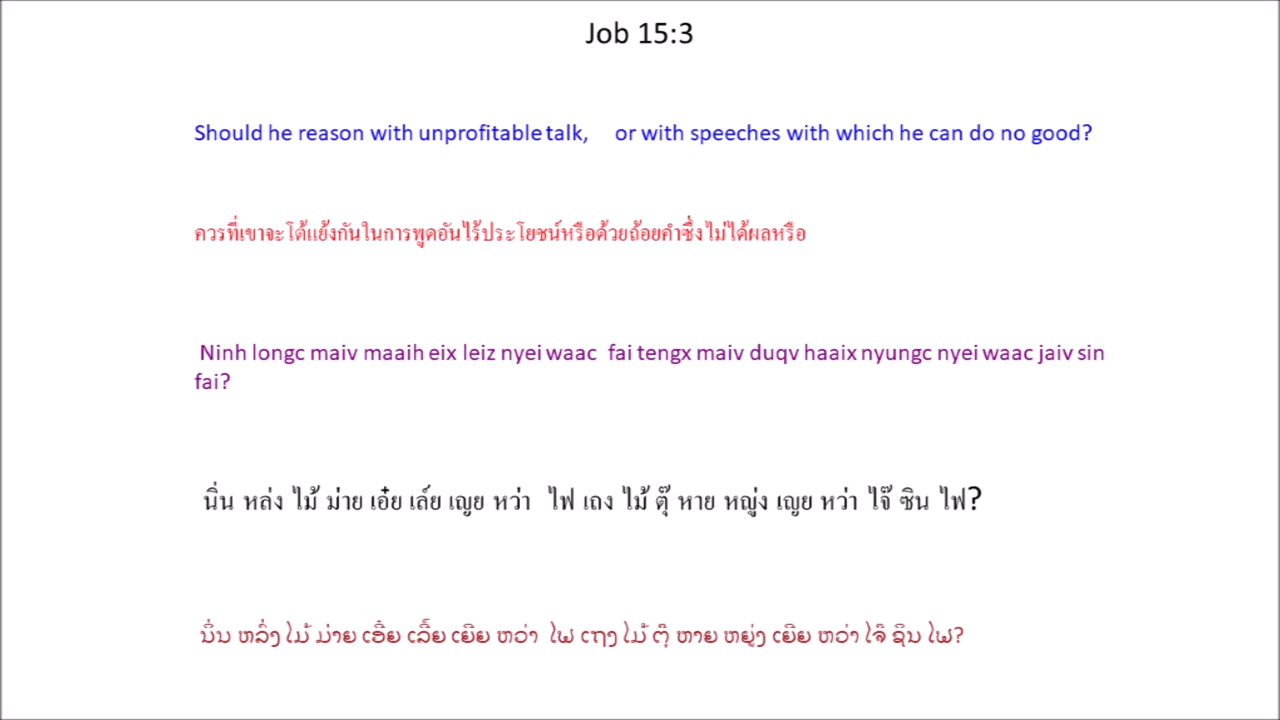 Job 15:3
Should he reason with unprofitable talk, or with speeches with which he can do no good?
ควรที่เขาจะโต้แย้งกันในการพูดอันไร้ประโยชน์หรือด้วยถ้อยคำซึ่งไม่ได้ผลหรือ
Ninh longc maiv maaih eix leiz nyei waac fai tengx maiv duqv haaix nyungc nyei waac jaiv sin
fai?
นิ่น หล่ง ไม้ ม่าย เอ๋ย เล์ย เญย หว่า ไฟ เถง ไม้ ตุ๊ หาย หญู่ง เญย หว่า ไจ๊ ซิน ไฟ?
ນິ່ນ ຫລົ່ງ ໄມ້ ມ່າຍ ເອີ໋ຍ ເລີ້ຍ ເຍີຍ ຫວ່າ ໄຟ ເຖງ ໄມ້ ຕຸ໊ ຫາຍ ຫຍູ່ງ ເຍີຍ ຫວ່າ ໄຈ໊ ຊິນ ໄຟ?